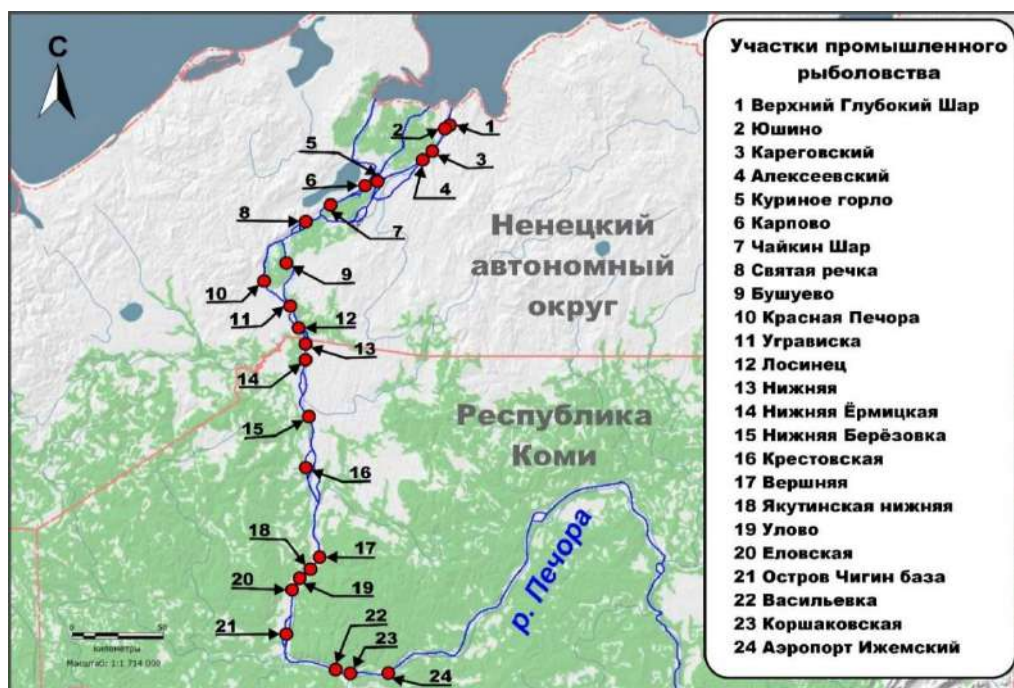 С
1
2
3
4
5
6
7
8
9
10
11
12
13
14
15
16
17
18
19
20
21
22
23
24
Ненецкий
автономный
округ
Республика
Коми
р. Печора
0 50
километры
Масштаб: 1:1 714 000
Участки промышленного
рыболовства
1 Верхний Глубокий Шар
2 Юшино
3 Кареговский
4 Алексеевский
5 Куриное горло
6 Карпово
7 Чайкин Шар
8 Святая речка
9 Бушуево
10 Красная Печора
11 Угрависка
12 Лосинец
13 Нижняя
14 Нижняя Ёрмицкая
15 Нижняя Берёзовка
16 Крестовская
17 Вершняя
18 Якутинская нижняя
19 Улово
20 Еловская
21 Остров Чигин база
22 Васильевка
23 Коршаковская
24 Аэропорт Ижемский